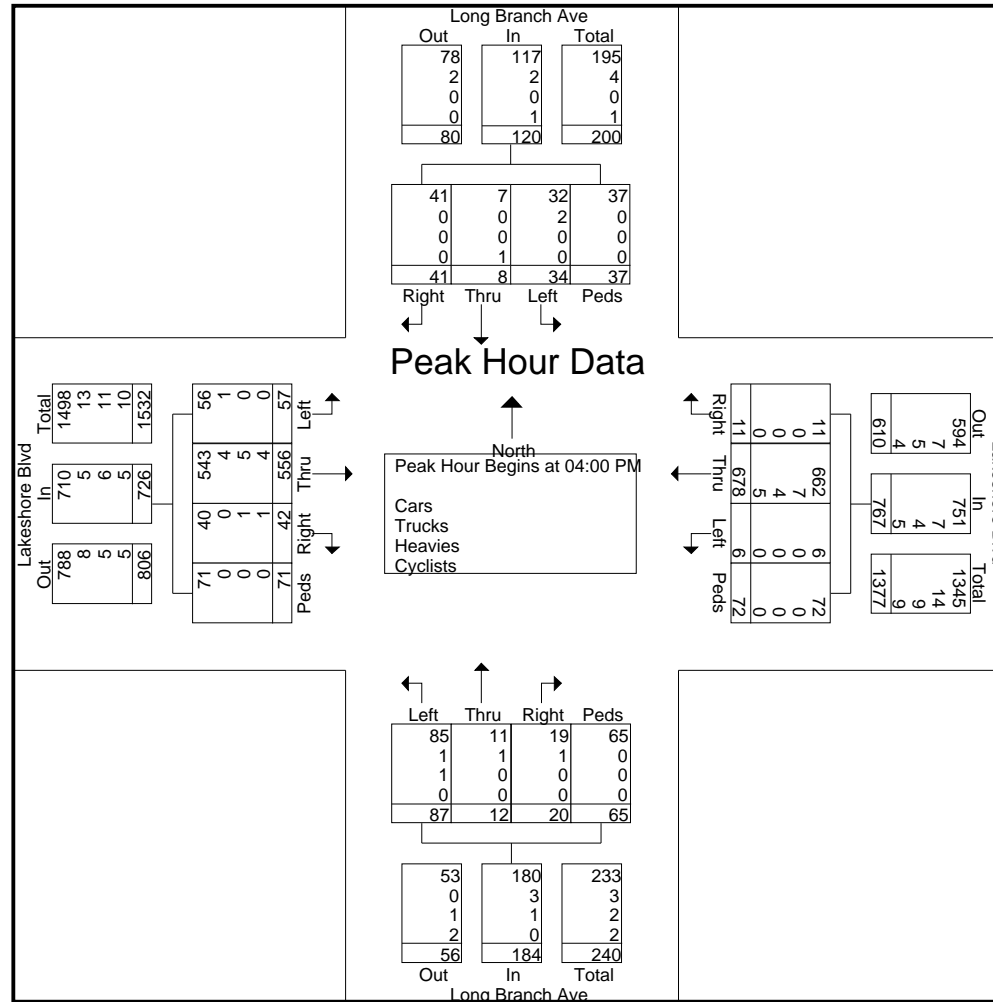 Long Branch Ave
Out In Total
78 117 195
2 2 4
0 0 0
0 1 1
80 120 200
41 7 32 37
0 0 2 0
0 0 0 0
0 1 0 0
41 8 34 37
Right Thru Left Peds
Peak Hour Data
North
Peak Hour Begins at 04:00 PM
Cars
Trucks
Heavies
Cyclists
Lakeshore Blvd
Out In Total
788 710 1498
8 5 13
5 6 11
5 5 10
806 726 1532
Left Thru Right Peds
56 543 40 71
1 4 0 0
0 5 1 0
0 4 1 0
57 556 42 71
Right Thru Left Peds
11 662 6 72
0 7 0 0
0 4 0 0
0 5 0 0
11 678 6 72
Out In Total
594 751 1345
7 7 14
5 4 9
4 5 9
610 767 1377
Left Thru Right Peds
85 11 19 65
1 1 1 0
1 0 0 0
0 0 0 0
87 12 20 65
53 180 233
0 3 3
1 1 2
2 0 2
56 184 240
Out In Total
Long Branch Ave